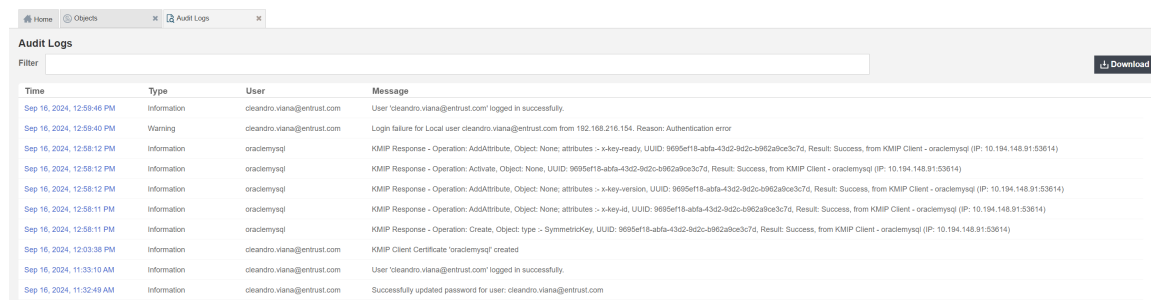 Home Objects Audit Logs
Audit Logs
Filter
Download
Time Type User Message
Sep 16, 2024, 12:59:46 PM Information cleandro.viana@entrust.com User 'cleandro.viana@entrust.com' logged in successfully.
Sep 16, 2024, 12:59:40 PM Warning cleandro.viana@entrust.com Login failure for Local user cleandro.viana@entrust.com from 192.168.216.154. Reason: Authentication error
Sep 16, 2024, 12:58:12 PM Information oraclemysql KMIP Response - Operation: AddAttribute, Object: None; attributes :- x-key-ready, UUID: 9695ef18-abfa-43d2-9d2c-b962a9ce3c7d, Result: Success, from KMIP Client - oraclemysql (IP: 10.194.148.91:53614)
Sep 16, 2024, 12:58:12 PM Information oraclemysql KMIP Response - Operation: Activate, Object: None, UUID: 9695ef18-abfa-43d2-9d2c-b962a9ce3c7d, Result: Success, from KMIP Client - oraclemysql (IP: 10.194.148.91:53614)
Sep 16, 2024, 12:58:12 PM Information oraclemysql KMIP Response - Operation: AddAttribute, Object: None; attributes :- x-key-version, UUID: 9695ef18-abfa-43d2-9d2c-b962a9ce3c7d, Result: Success, from KMIP Client - oraclemysql (IP: 10.194.148.91:53614)
Sep 16, 2024, 12:58:11 PM Information oraclemysql KMIP Response - Operation: AddAttribute, Object: None; attributes :- x-key-id, UUID: 9695ef18-abfa-43d2-9d2c-b962a9ce3c7d, Result: Success, from KMIP Client - oraclemysql (IP: 10.194.148.91:53614)
Sep 16, 2024, 12:58:11 PM Information oraclemysql KMIP Response - Operation: Create, Object: type :- SymmetricKey, UUID: 9695ef18-abfa-43d2-9d2c-b962a9ce3c7d, Result: Success, from KMIP Client - oraclemysql (IP: 10.194.148.91:53614)
Sep 16, 2024, 12:03:38 PM Information cleandro.viana@entrust.com KMIP Client Certificate 'oraclemysql' created
Sep 16, 2024, 11:33:10 AM Information cleandro.viana@entrust.com User 'cleandro.viana@entrust.com' logged in successfully.
Sep 16, 2024, 11:32:49 AM Information cleandro.viana@entrust.com Successfully updated password for user: cleandro.viana@entrust.com